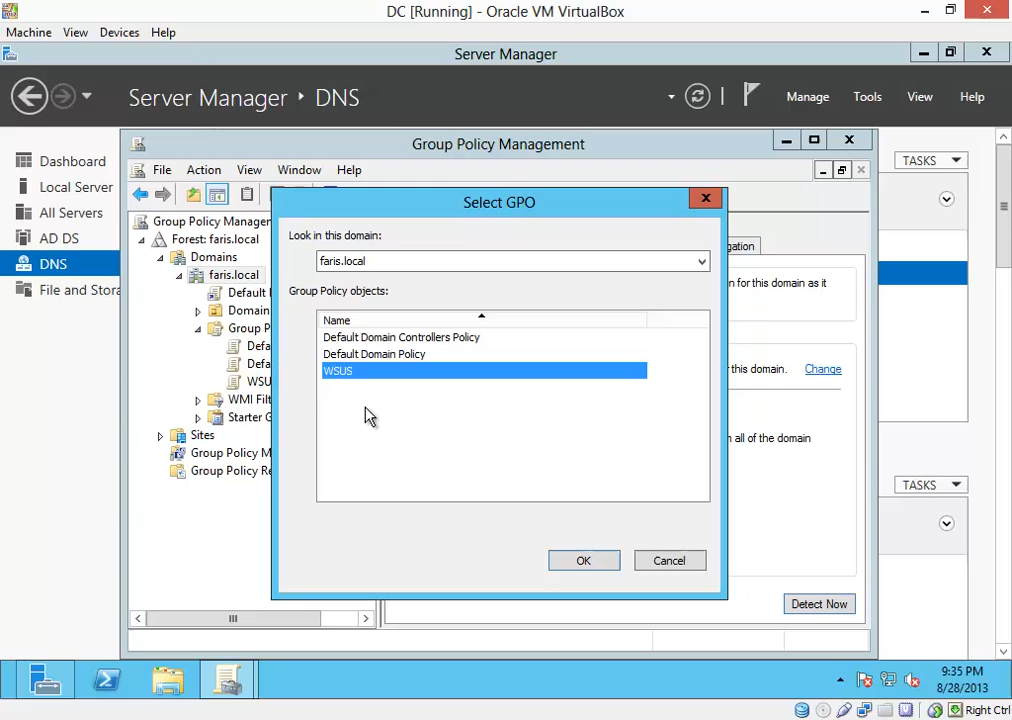 DC [Running] - Oracle VM VirtualBox
Machine View Devices Help
Server Manager
Server Manager ‣ DNS
Manage Tools View Help
Dashboard
Local Server
All Servers
AD DS
DNS
File and Stora
Group Policy Management
File Action View Window Help
Group Policy Manager
Forest: faris.local
Domains
faris.local
Default
Domain
Group P
Defa
Defa
WSU
WMI Filt
Starter G
Sites
Group Policy M
Group Policy Re
Select GPO
Look in this domain:
faris.local
Group Policy objects:
Name
Default Domain Controllers Policy
Default Domain Policy
WSUS
OK Cancel
gation
n for this domain as it
this domain. Change
n all of the domain
Detect Now
TASKS
TASKS
9:35 PM
8/28/2013
Right Ctrl